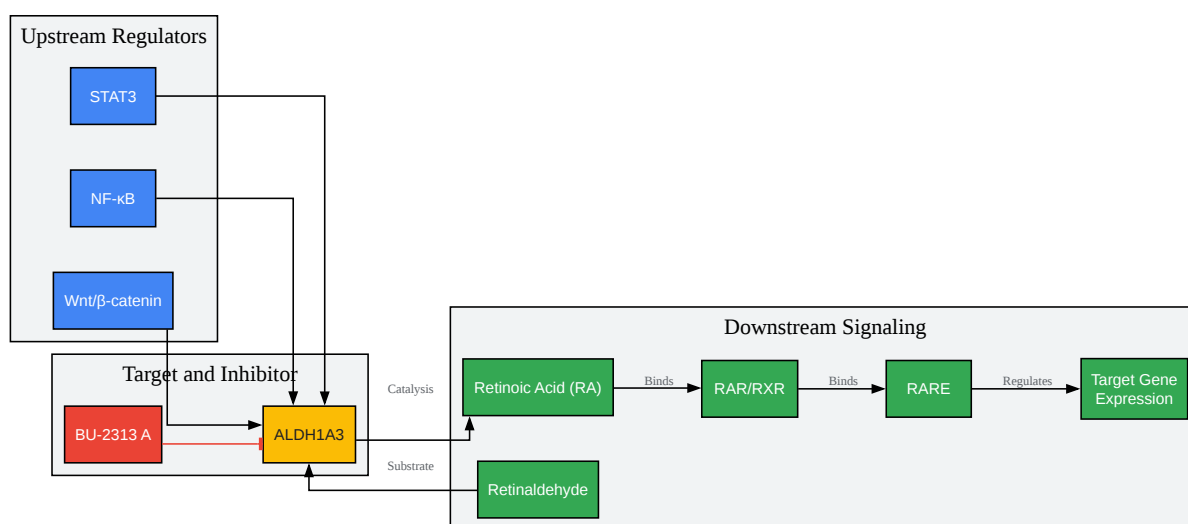 Upstream Regulators
STAT3
NF-κB
Wnt/β-catenin
Target and Inhibitor
BU-2313 A
ALDH1A3
Catalysis
Substrate
Downstream Signaling
Retinoic Acid (RA)
Binds
RAR/RXR
Binds
RARE
Regulates
Target Gene
Expression
Retinaldehyde